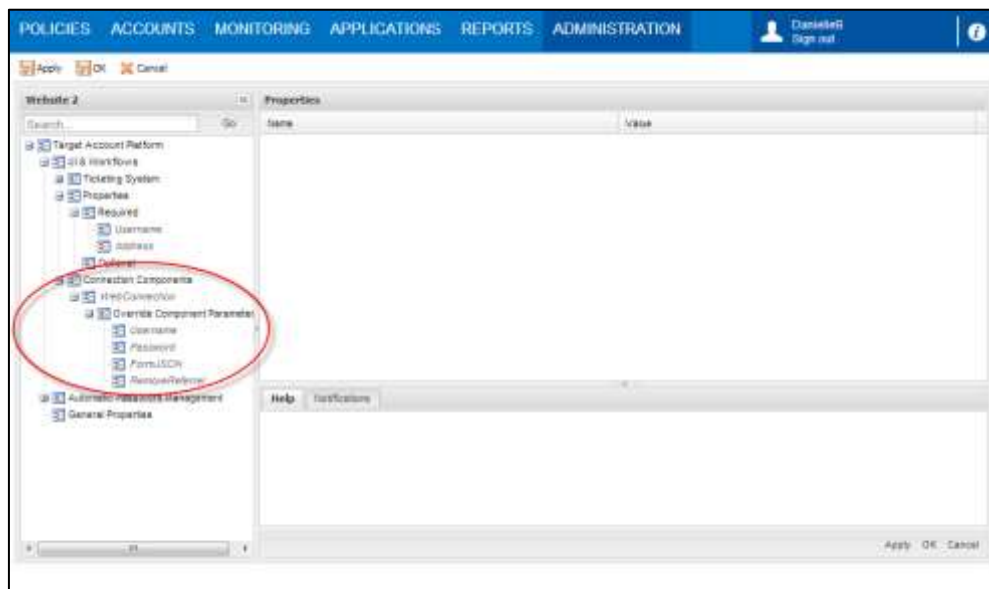 POLICIES ACCOUNTS MONITORING APPLICATIONS REPORTS ADMINISTRATION DanielleB
Sign out
Apply OK Cancel
Website 2 Properties
Search... Go Name Value
Target Account Platform
UI & Workflows
Ticketing System
Properties
Required
Username
Address
Optional
Connection Components
WebConnection
Override Component Parameter
Username
Password
FormJSON
RemoveReferrer
Automatic Password Management Help Notifications
General Properties
Apply OK Cancel